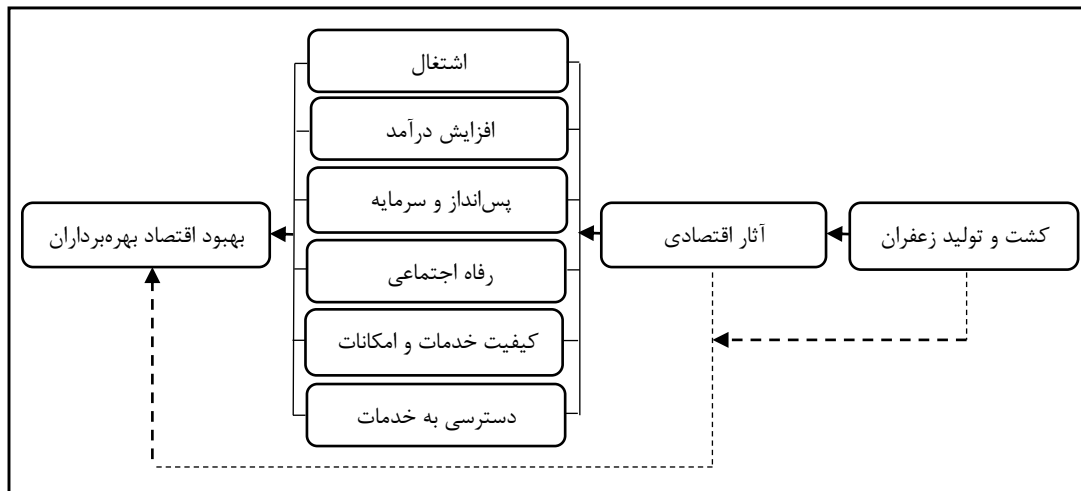 کشت و تولید زعفران
آثار اقتصادی
اشتغال
افزایش درآمد
پس‌انداز و سرمایه
رفاه اجتماعی
کیفیت خدمات و امکانات
دسترسی به خدمات
بهبود اقتصاد بهره‌برداران